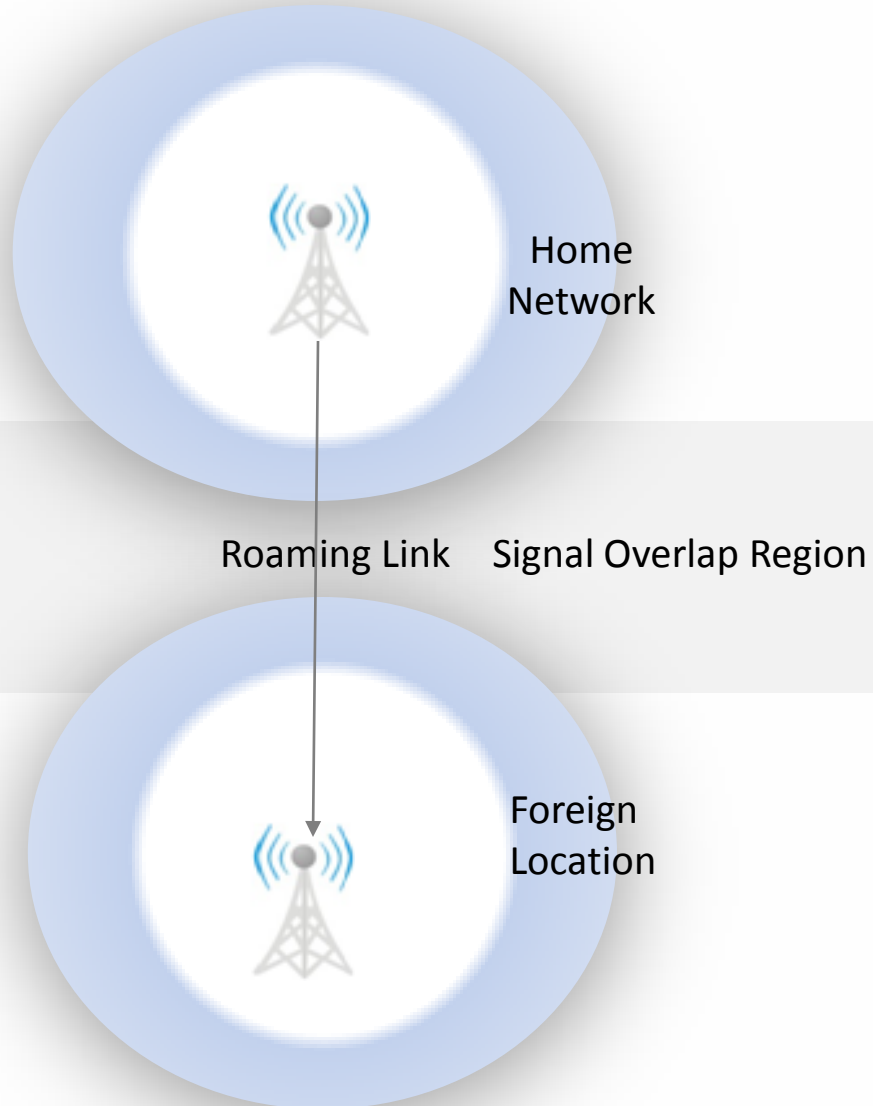 Home
Network
Roaming Link
Signal Overlap Region
Foreign
Location